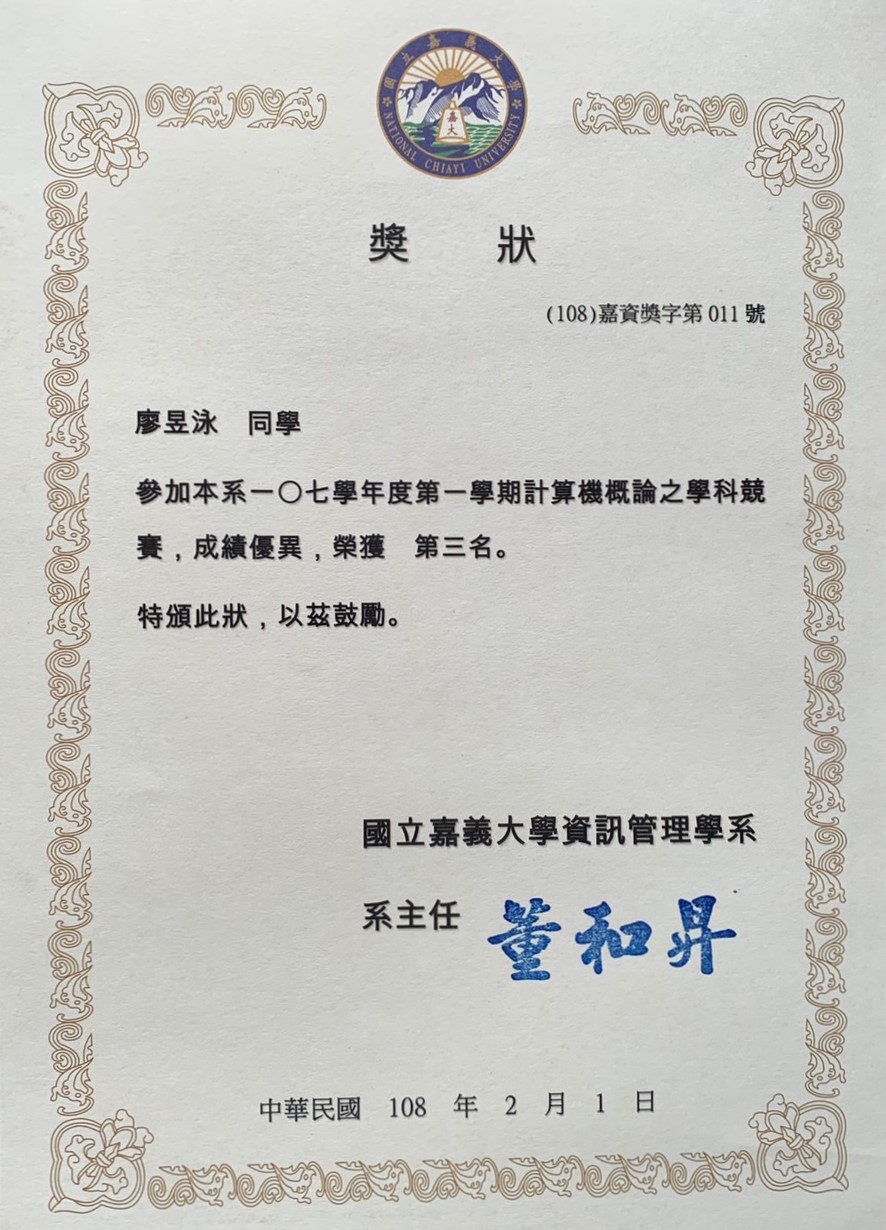 國立嘉義大學
嘉大
NATIONAL CHIAYI UNIVERSITY
獎 狀
(108)嘉資獎字第 011 號
廖昱泳 同學
參加本系一〇七學年度第一學期計算機概論之學科競
賽，成績優異，榮獲 第三名。
特頒此狀，以茲鼓勵。
國立嘉義大學資訊管理學系
系主任 董和昇
中華民國 108 年 2 月 1 日